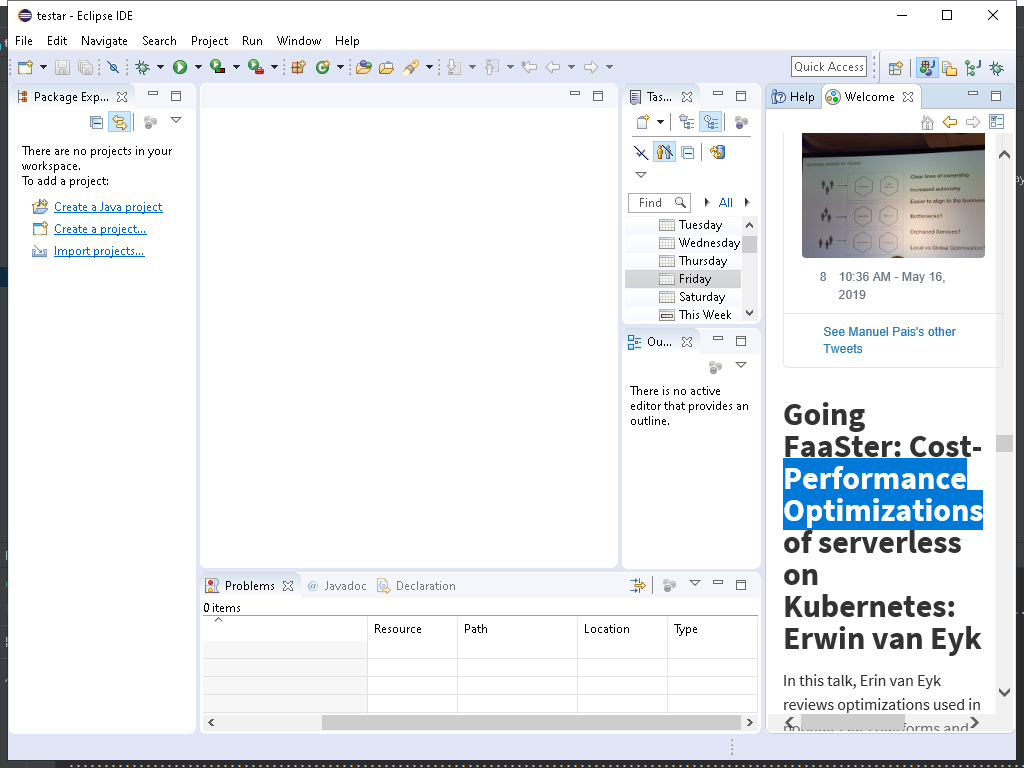 testar - Eclipse IDE
File Edit Navigate Search Project Run Window Help
Quick Access
Package Exp...
There are no projects in your
workspace.
To add a project:
Create a Java project
Create a project...
Import projects...
Tas...
Find All
Tuesday
Wednesday
Thursday
Friday
Saturday
This Week
Ou...
There is no active
editor that provides an
outline.
Problems @ Javadoc Declaration
0 items
Resource Path Location Type
Help Welcome
Clear lines of ownership
Increased autonomy
Easier to align to the business
Bottlenecks?
Orphaned Services?
Local vs Global Optimisation?
8 10:36 AM - May 16,
2019
See Manuel Pais's other
Tweets
Going
FaaSter: Cost-
Performance
Optimizations
of serverless
on
Kubernetes:
Erwin van Eyk
In this talk, Erin van Eyk
reviews optimizations used in